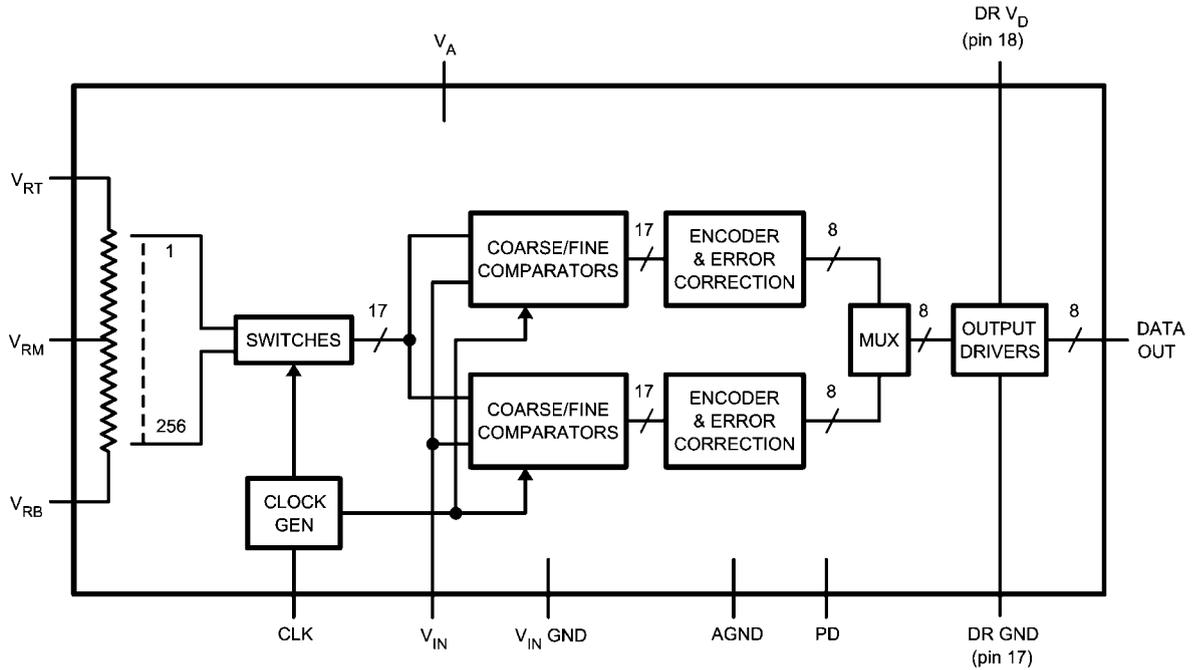 DR V_D
(pin 18)
V_A
V_RT
1
17
COARSE/FINE
COMPARATORS
17
ENCODER
& ERROR
CORRECTION
8
V_RM
SWITCHES
MUX
8
OUTPUT
DRIVERS
8
DATA
OUT
256
COARSE/FINE
COMPARATORS
17
ENCODER
& ERROR
CORRECTION
8
V_RB
CLOCK
GEN
CLK
V_IN
V_IN GND
AGND
PD
DR GND
(pin 17)